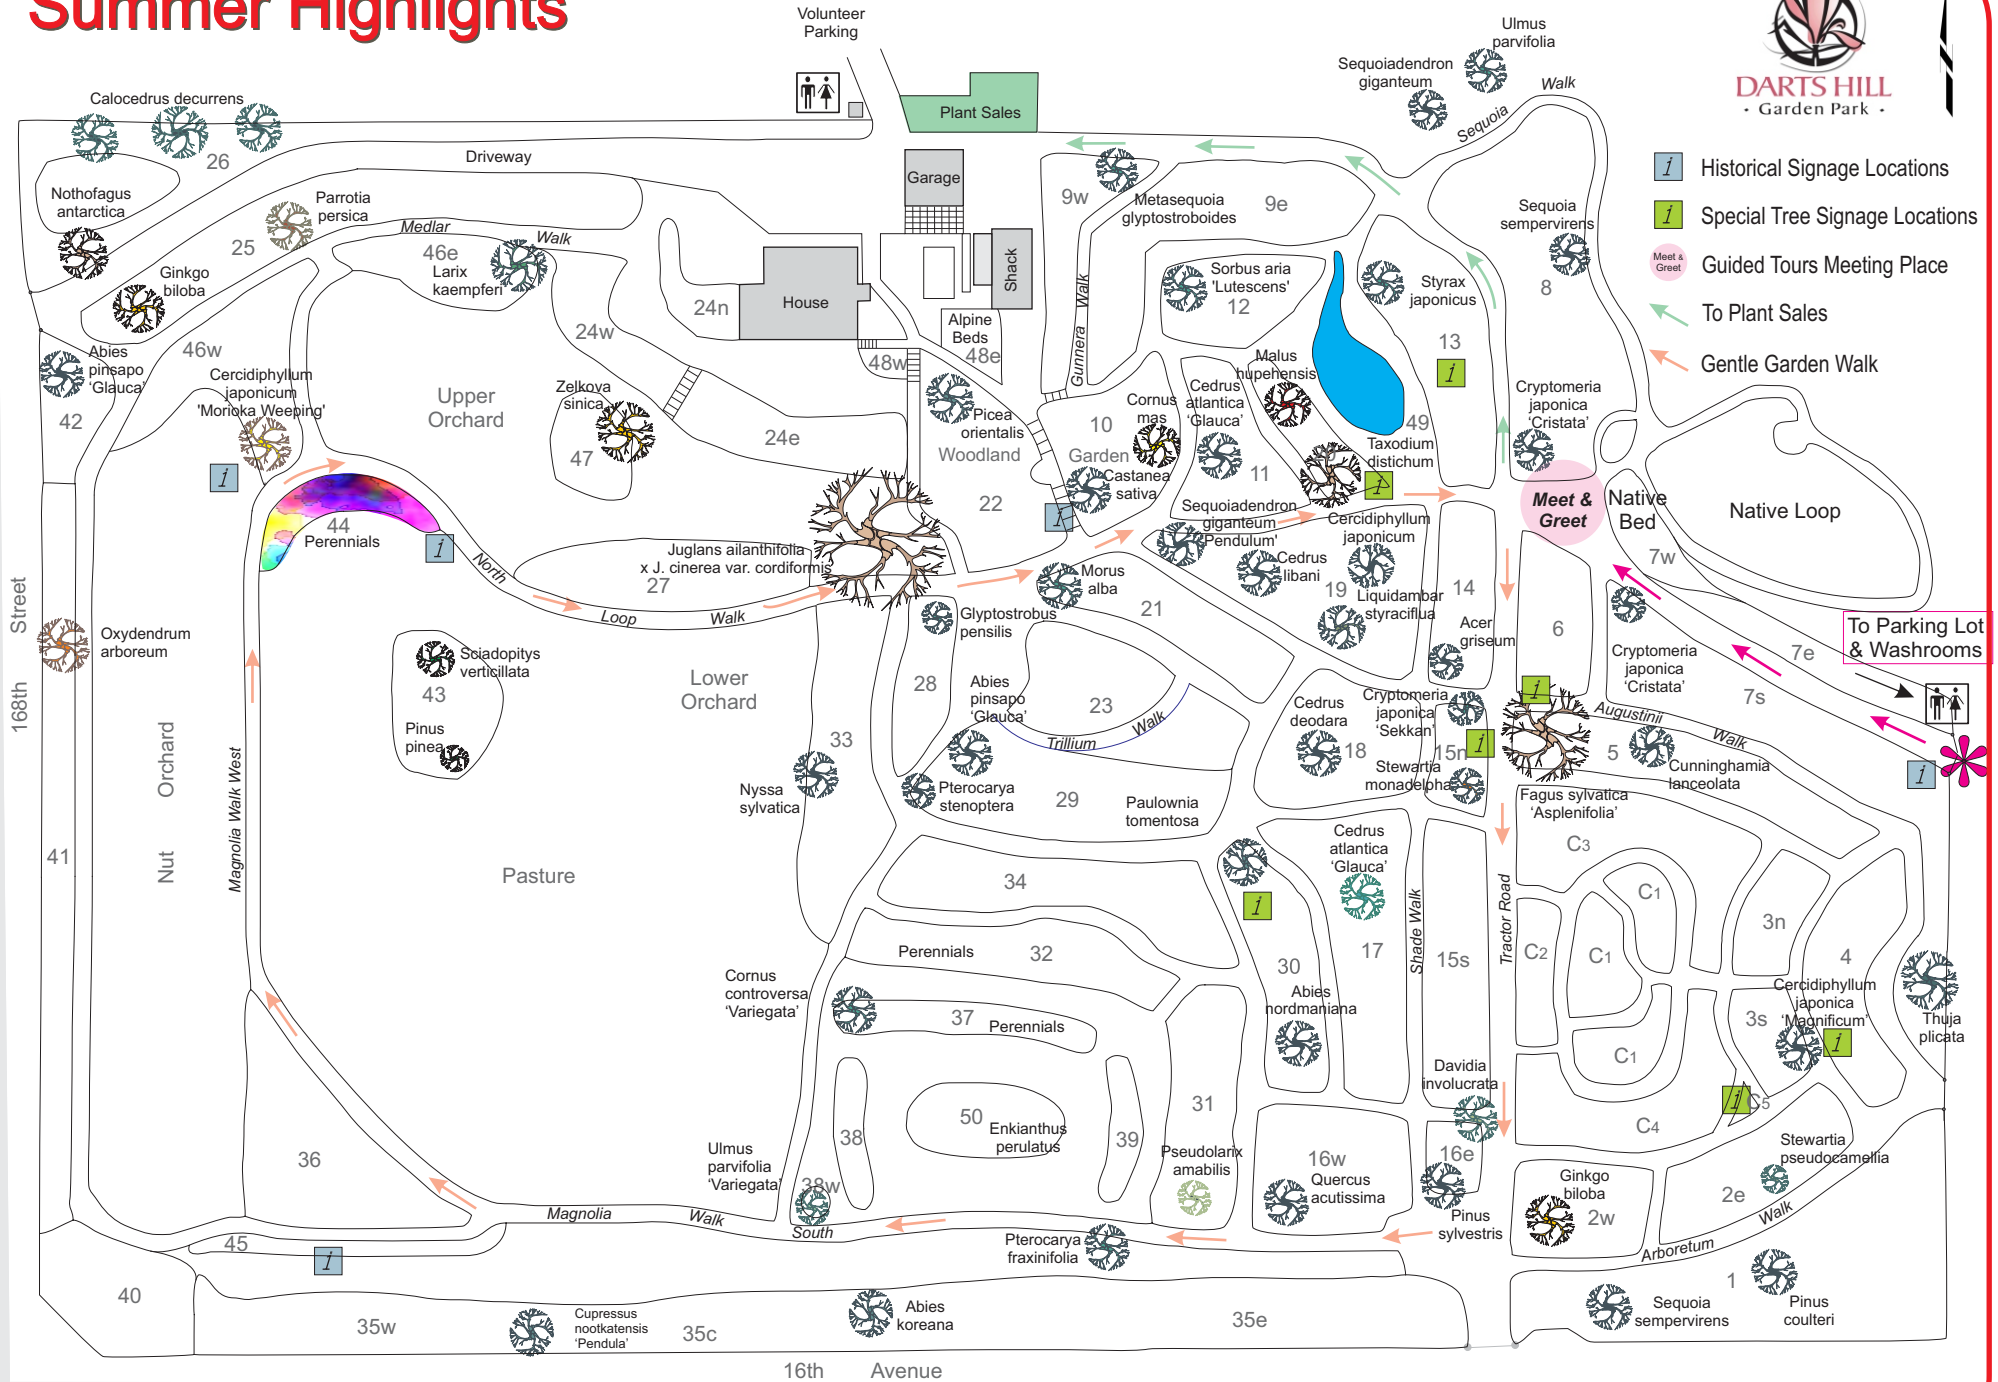 Summer Highlights
Volunteer
Parking
Ulmus
parvifolia
Sequoiadendron
giganteum
Sequoia
Walk
DARTS HILL
· Garden Park ·
Calocedrus decurrens
26
Plant Sales
Driveway
Garage
i Historical Signage Locations
i Special Tree Signage Locations
Meet &
Greet
Guided Tours Meeting Place
To Plant Sales
Gentle Garden Walk
Nothofagus
antarctica
Parrotia
persica
25
Medlar
Walk
46e
Larix
kaempferi
Ginkgo
biloba
9w
Metasequoia
glyptostroboides
9e
Sequoia
sempervirens
8
House
Shack
24n
24w
Alpine
Beds
48e
48w
Gunnera
Walk
Sorbus aria
'Lutescens'
12
Styrax
japonicus
13
i
46w
Abies
pinsapo
‘Glauca’
42
Cercidiphyllum
japonicum
'Morioka Weeping'
i
Upper
Orchard
Zelkova
sinica
47
24e
Picea
orientalis
Woodland
Garden
22
10
Cornus
mas
Castanea
sativa
i
Cedrus
atlantica
‘Glauca’
11
Malus
hupehensis
49
Taxodium
distichum
i
Cryptomeria
japonica
‘Cristata’
Meet &
Greet
Native
Bed
Native Loop
7w
44
Perennials
i
North
Loop
Walk
Juglans ailanthifolia
x J. cinerea var. cordiformis
27
Sequoiadendron
giganteum
'Pendulum'
Cercidiphyllum
japonicum
Cedrus
libani
19
Liquidambar
styraciflua
14
Acer
griseum
6
Morus
alba
21
Glyptostrobus
pensilis
168th
Street
Oxydendrum
arboreum
Sciadopitys
verticillata
43
Pinus
pinea
Lower
Orchard
28
Abies
pinsapo
‘Glauca’
23
Trillium
Walk
Cedrus
deodara
18
Cryptomeria
japonica
‘Sekkan’
15n
i
Stewartia
monadelpha
i
Cryptomeria
japonica
‘Cristata’
7e
7s
To Parking Lot
& Washrooms
i
Augustinii
Walk
5
Cunninghamia
lanceolata
Fagus sylvatica
‘Asplenifolia’
Nut
Orchard
Magnolia Walk West
41
Pasture
33
Nyssa
sylvatica
Pterocarya
stenoptera
29
Paulownia
tomentosa
34
i
Cedrus
atlantica
‘Glauca’
17
Shade Walk
15s
Tractor Road
C3
C1
C1
C2
C1
3n
4
Perennials
32
Cornus
controversa
‘Variegata’
37
Perennials
30
Abies
nordmaniana
3s
Cercidiphyllum
japonica
‘Magnificum’
i
Thuja
plicata
Davidia
involucrata
i
C5
C4
36
Ulmus
parvifolia
‘Variegata’
38
38w
50
Enkianthus
perulatus
39
31
Pseudolarix
amabilis
16w
Quercus
acutissima
16e
Pinus
sylvestris
Ginkgo
biloba
2w
2e
Stewartia
pseudocamellia
Arboretum
Walk
45
i
Magnolia
Walk
South
Pterocarya
fraxinifolia
40
35w
Cupressus
nootkatensis
‘Pendula’
35c
Abies
koreana
35e
1
Sequoia
sempervirens
Pinus
coulteri
16th
Avenue